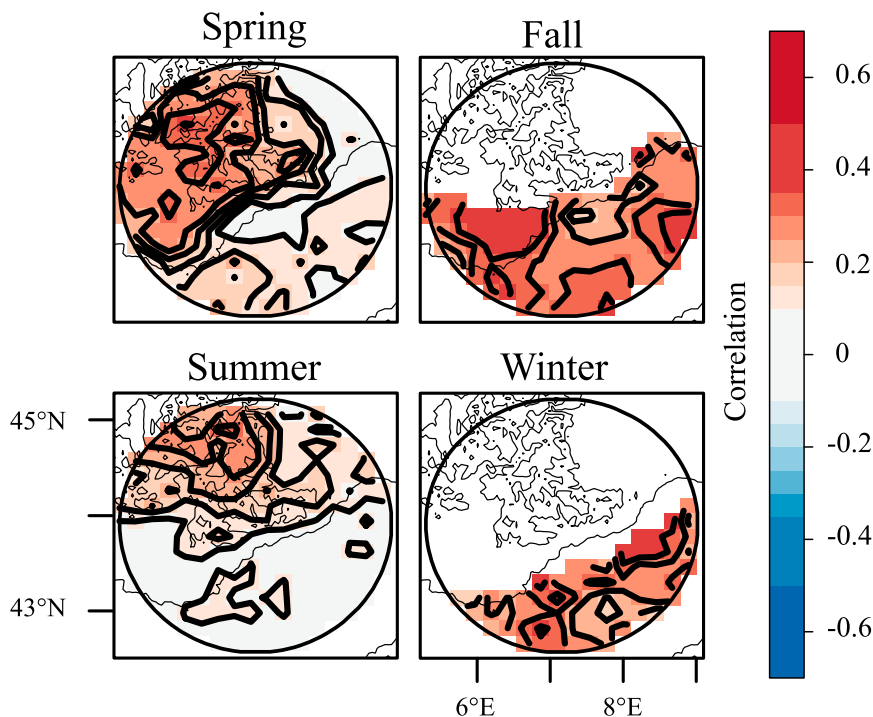 Spring
Fall
Summer
Winter
45°N
43°N
6°E
8°E
Correlation
0.6
0.4
0.2
0
-0.2
-0.4
-0.6